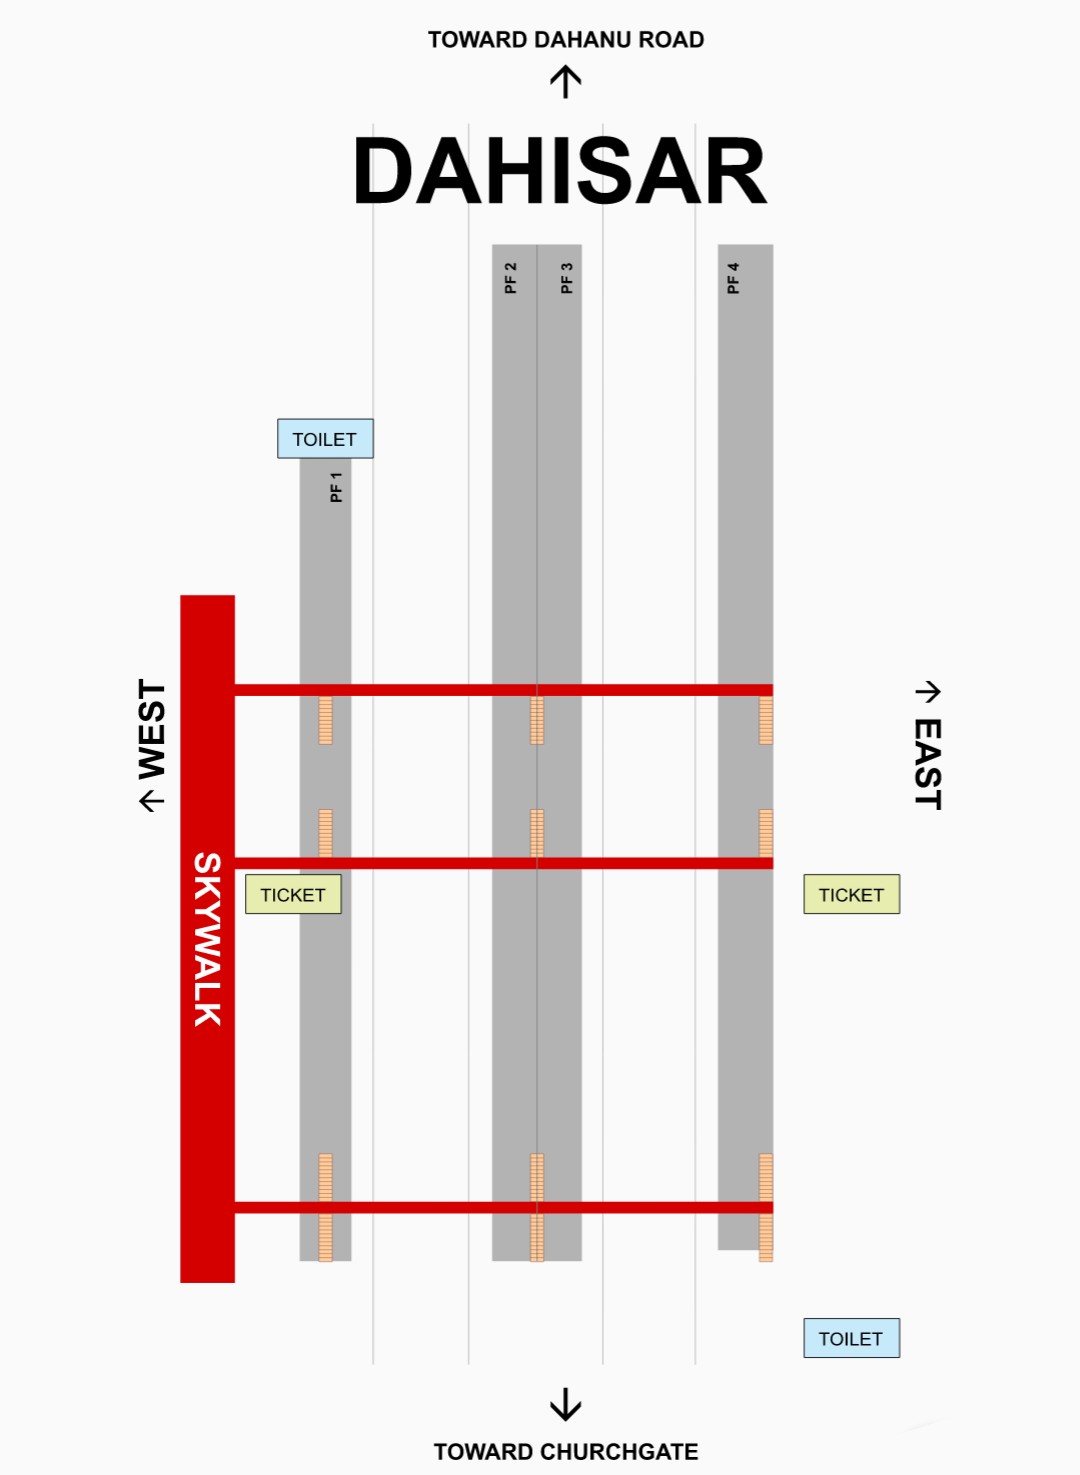 TOWARD DAHANU ROAD
↑
DAHISAR
PF 2
PF 3
PF 4
TOILET
PF 1
← WEST
→ EAST
SKYWALK
TICKET
TICKET
TOILET
↓
TOWARD CHURCHGATE